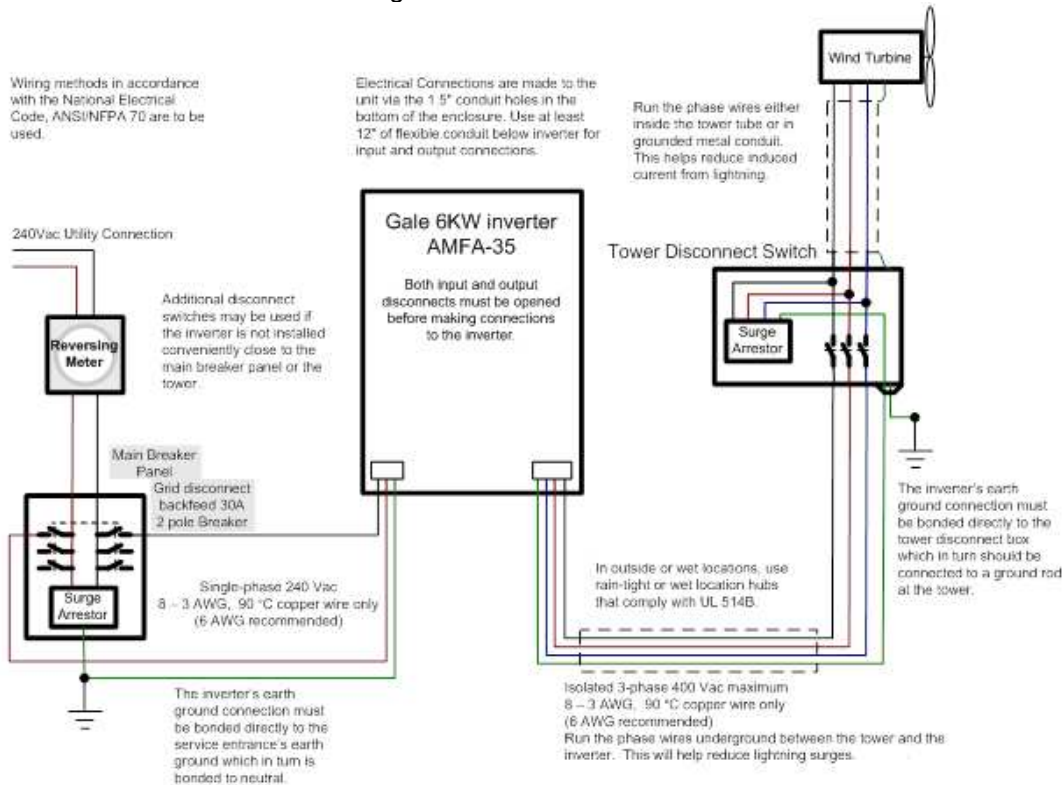 Wiring methods in accordance
with the National Electrical
Code, ANSI/NFPA 70 are to be
used.
Electrical Connections are made to the
unit via the 1 5" conduit holes in the
bottom of the enclosure. Use at least
12" of flexible conduit below inverter for
input and output connections.
Wind Turbine
Run the phase wires either
inside the tower tube or in
grounded metal conduit.
This helps reduce induced
current from lightning.
240Vac Utility Connection
Gale 6KW inverter
AMFA-35
Both input and output
disconnects must be opened
before making connections
to the inverter.
Tower Disconnect Switch
Surge
Arrestor
Additional disconnect
switches may be used if
the inverter is not installed
conveniently close to the
main breaker panel or the
tower.
Reversing
Meter
Main Breaker
Panel
Grid disconnect
backfeed 30A
2 pole Breaker
The inverter's earth
ground connection must
be bonded directly to the
tower disconnect box
which in turn should be
connected to a ground rod
at the tower.
Single-phase 240 Vac
8 – 3 AWG, 90 °C copper wire only
(6 AWG recommended)
Surge
Arrestor
In outside or wet locations, use
rain-tight or wet location hubs
that comply with UL 514B.
The inverter's earth
ground connection must
be bonded directly to the
service entrance's earth
ground which in turn is
bonded to neutral.
Isolated 3-phase 400 Vac maximum
8 – 3 AWG, 90 °C copper wire only
(6 AWG recommended)
Run the phase wires underground between the tower and the
inverter. This will help reduce lightning surges.